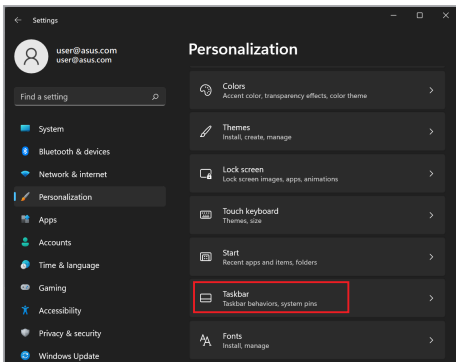 Settings
user@asus.com
user@asus.com
Find a setting
System
Bluetooth & devices
Network & internet
Personalization
Apps
Accounts
Time & language
Gaming
Accessibility
Privacy & security
Windows Update
Personalization
Colors
Accent color, transparency effects, color theme
Themes
Install, create, manage
Lock screen
Lock screen images, apps, animations
Touch keyboard
Themes, size
Start
Recent apps and items, folders
Taskbar
Taskbar behaviors, system pins
Fonts
Install, manage